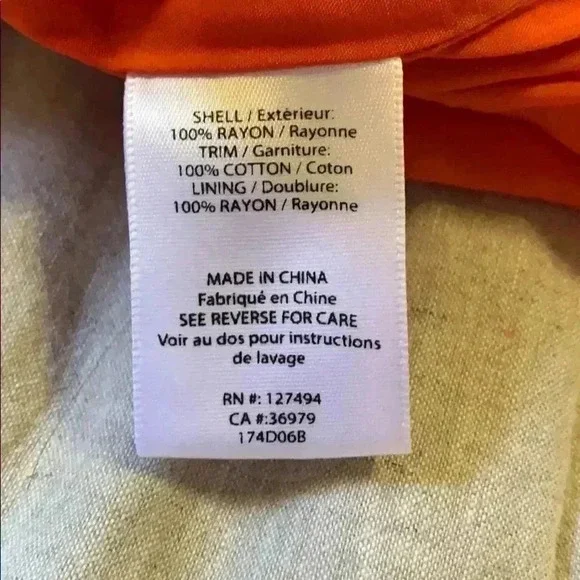 SHELL / Extérieur:
100% RAYON / Rayonne
TRIM / Garniture:
100% COTTON / Coton
LINING / Doublure:
100% RAYON / Rayonne
MADE IN CHINA
Fabriqué en Chine
SEE REVERSE FOR CARE
Voir au dos pour instructions
de lavage
RN #: 127494
CA #:36979
174D06B